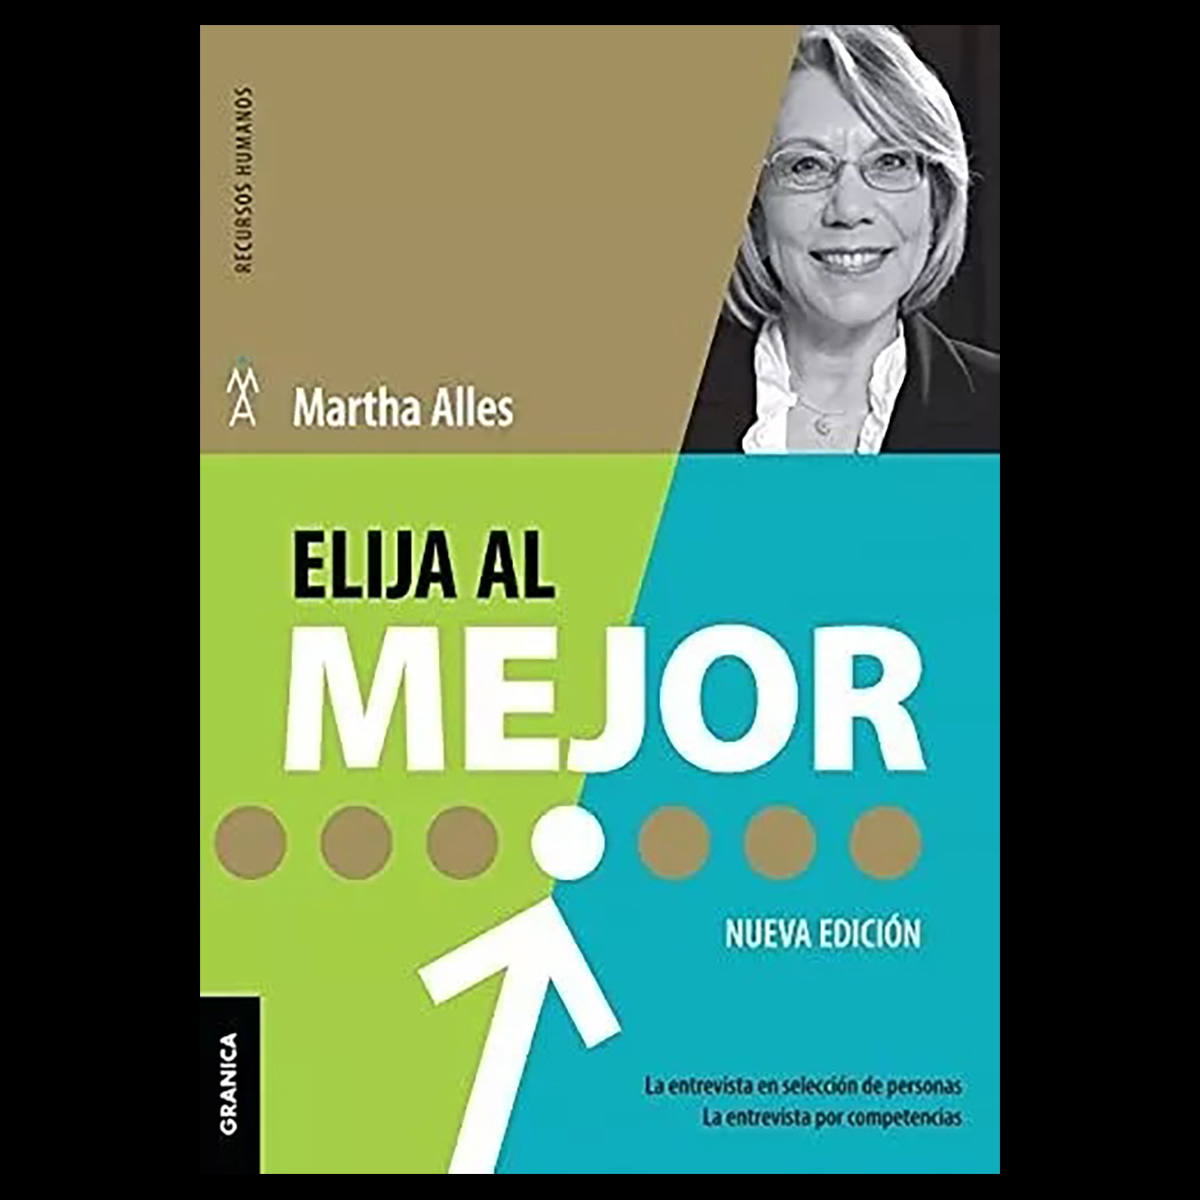 RECURSOS HUMANOS
MA
Martha Alles
ELIJA AL
MEJOR
NUEVA EDICIÓN
GRANICA
La entrevista en selección de personas
La entrevista por competencias